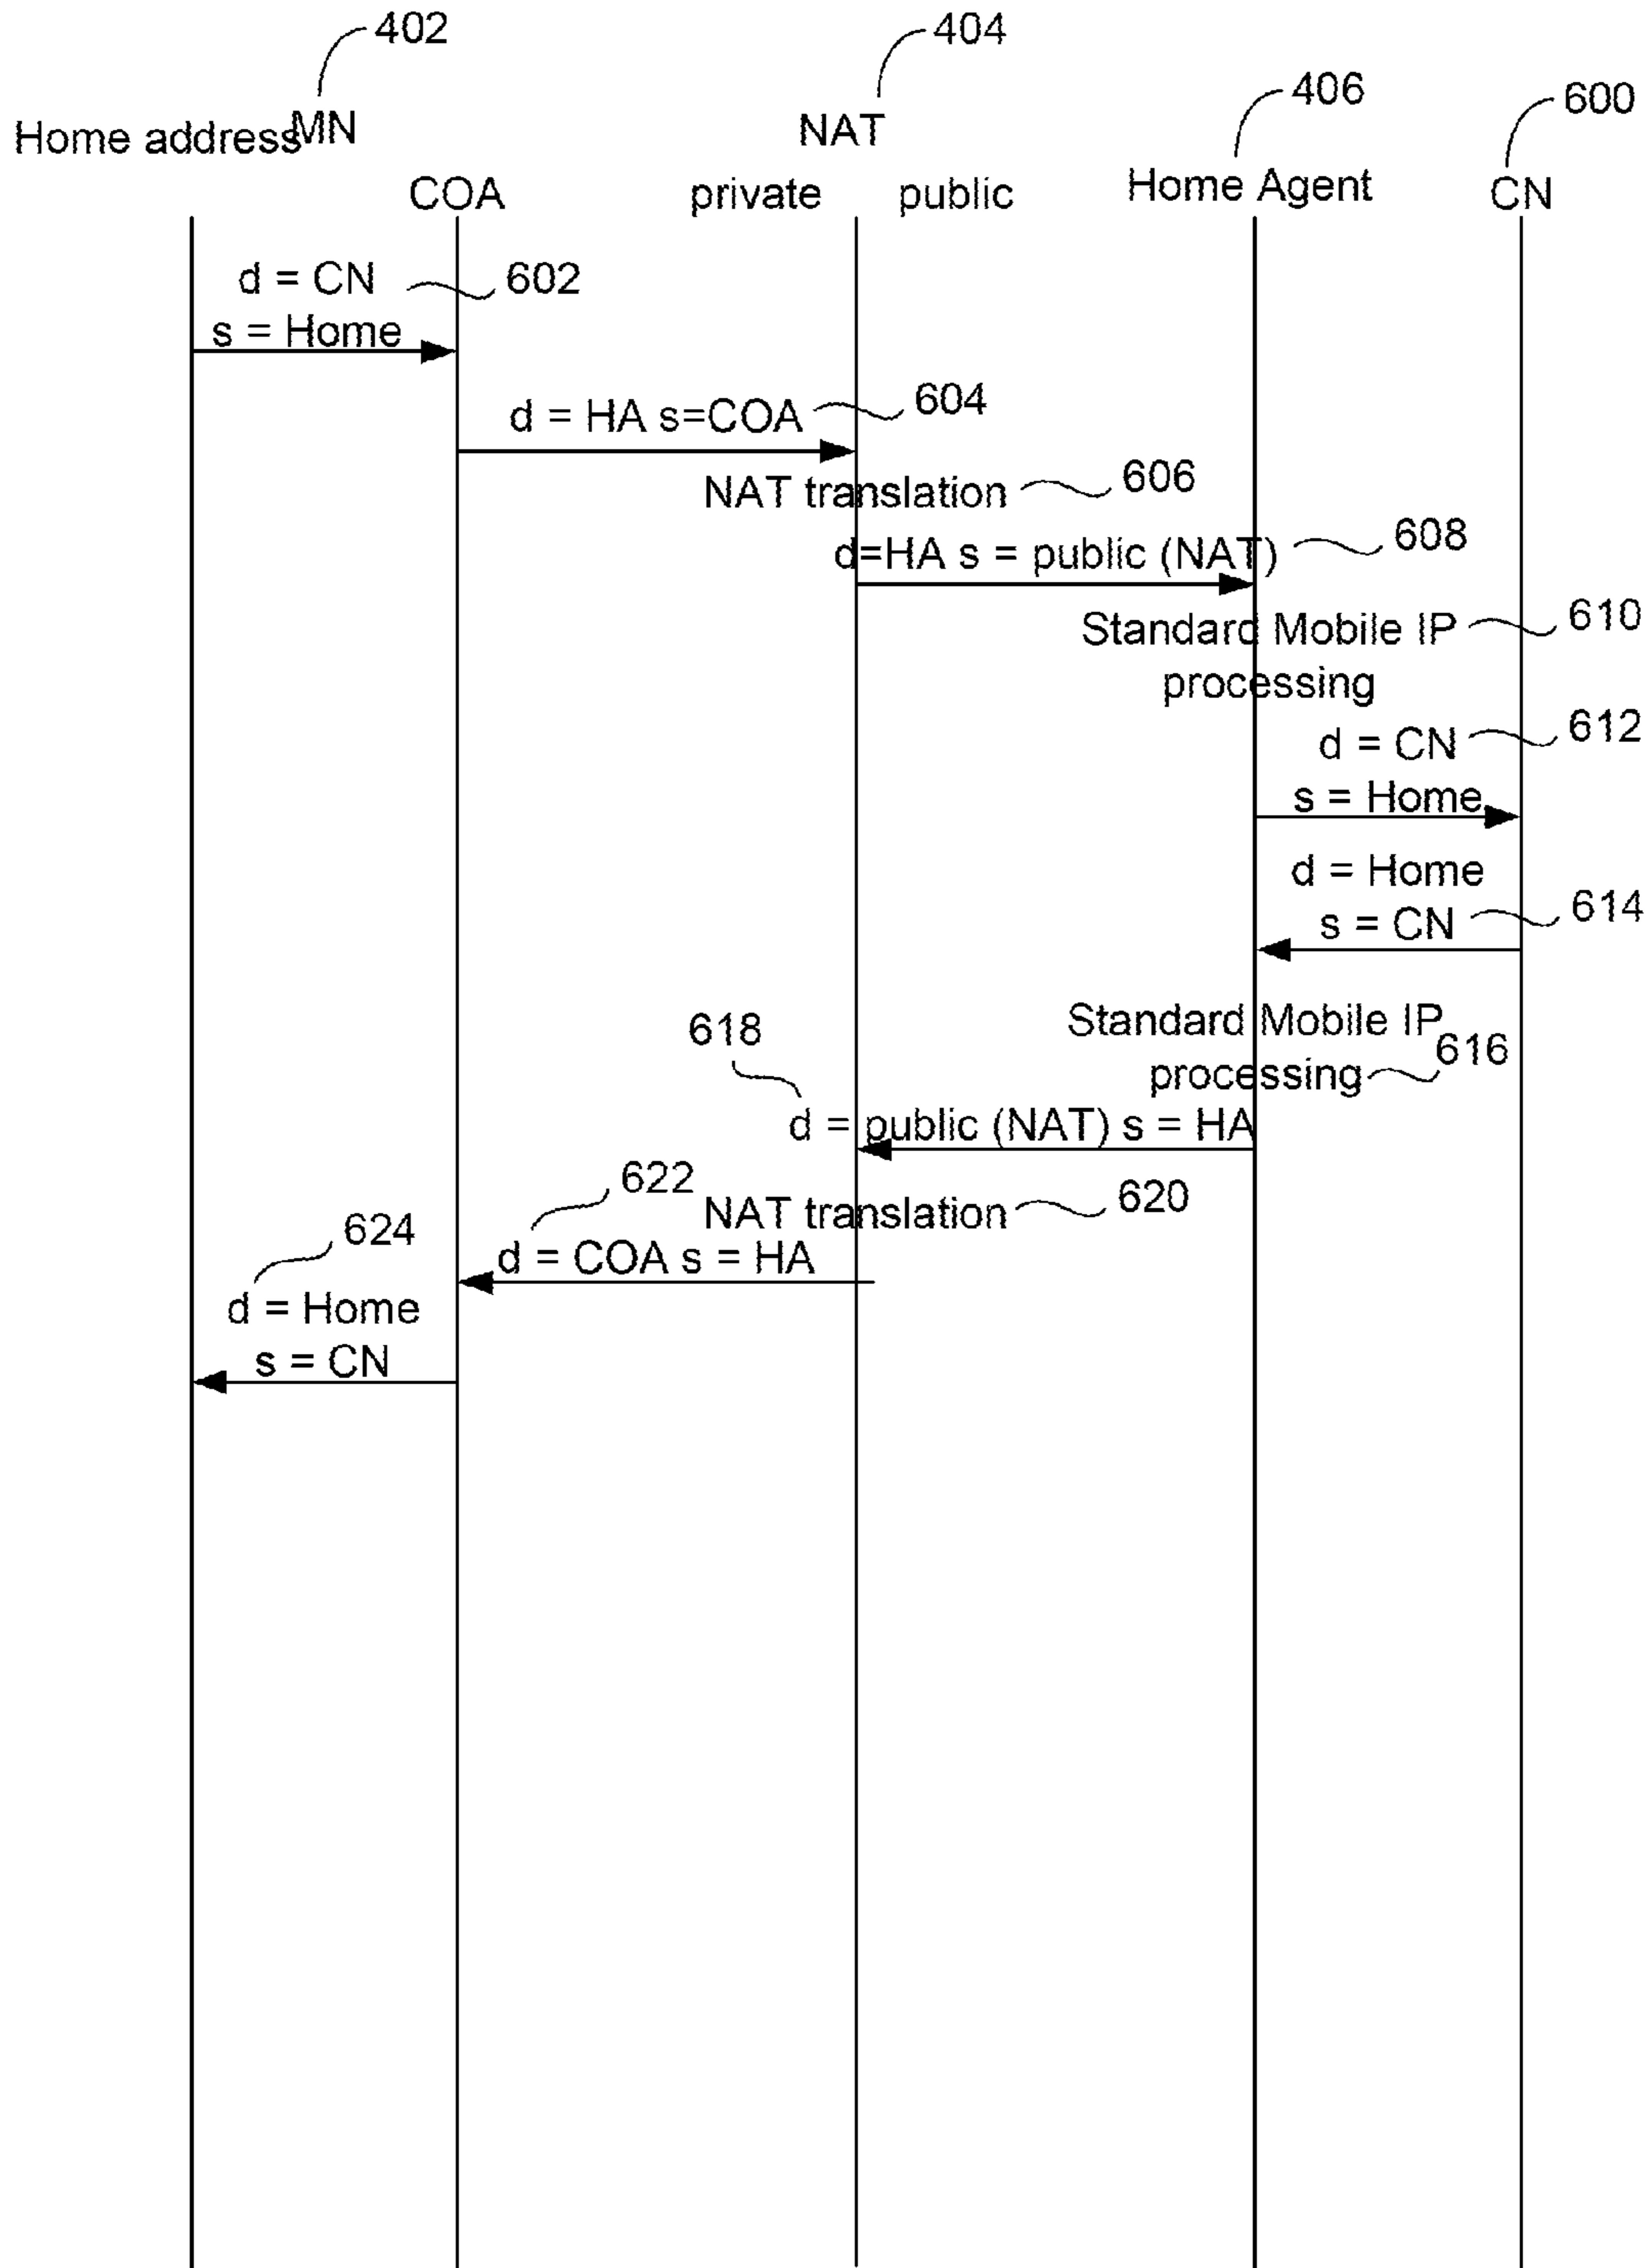 402
404
406
600
Home address MN
NAT
COA
private public
Home Agent
CN
d = CN 602
s = Home
d = HA s=COA 604
NAT translation 606
d=HA s = public (NAT) 608
Standard Mobile IP 610
processing
d = CN 612
s = Home
d = Home
s = CN 614
Standard Mobile IP
processing 616
618
d = public (NAT) s = HA
622
NAT translation 620
624
d = COA s = HA
d = Home
s = CN